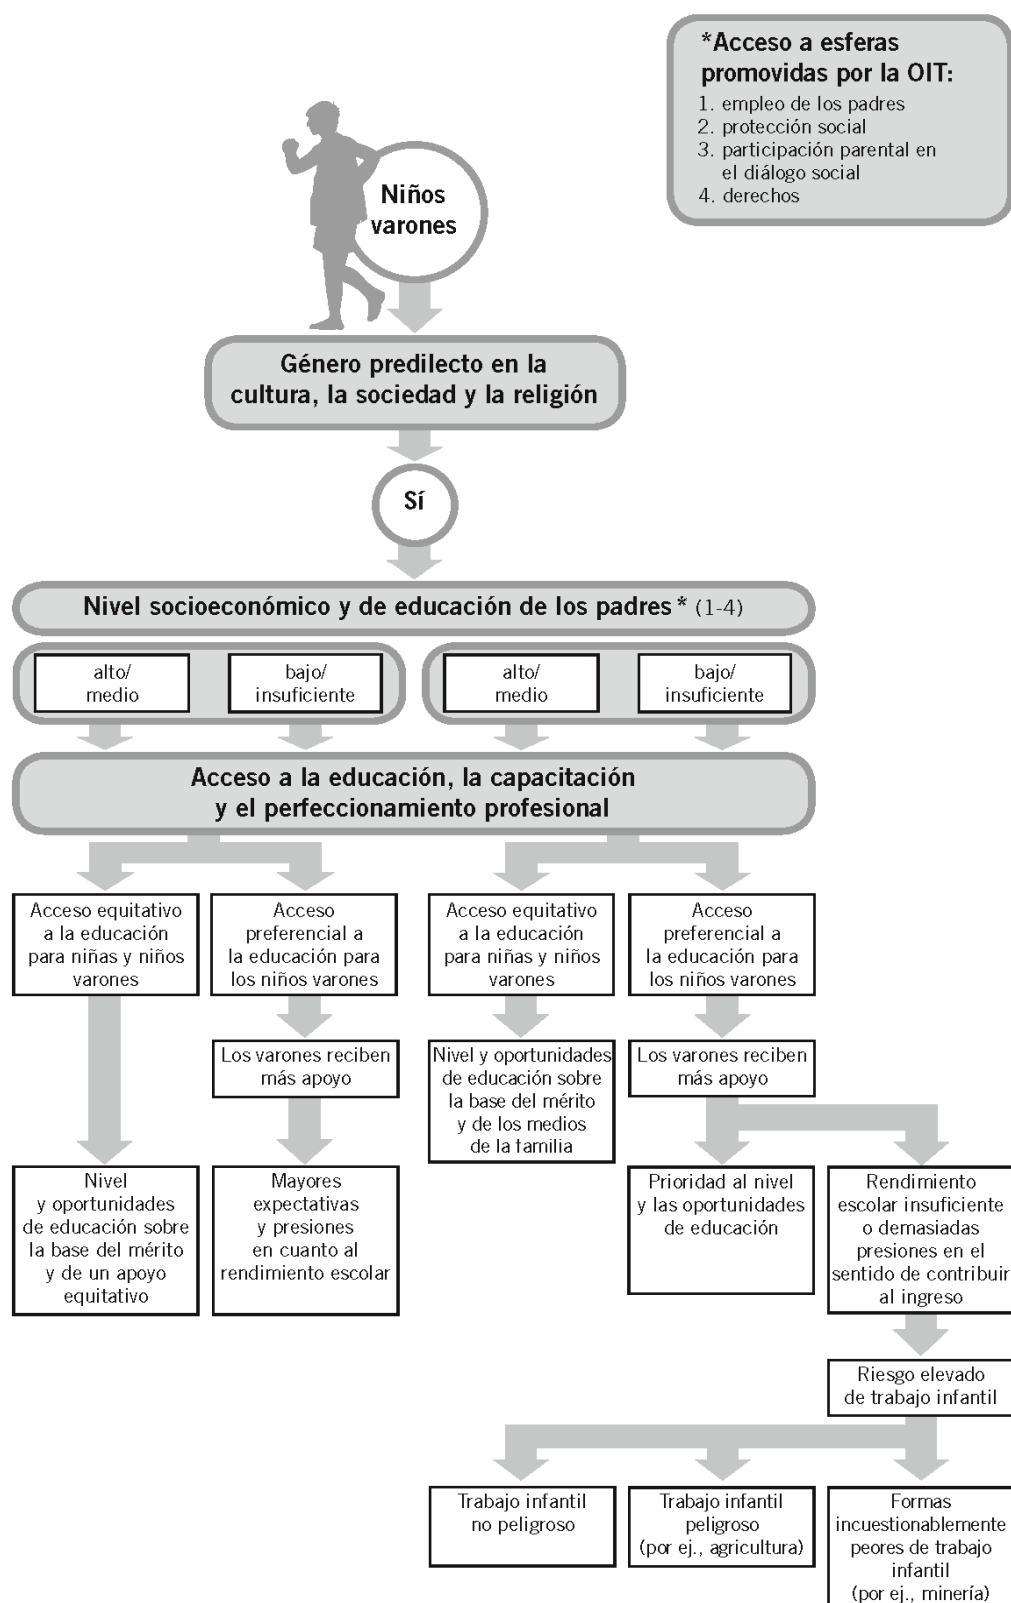 *Acceso a esferas
promovidas por la OIT:
1. empleo de los padres
2. protección social
3. participación parental en
el diálogo social
4. derechos
Niños
varones
Género predilecto en la
cultura, la sociedad y la religión
Sí
Nivel socioeconómico y de educación de los padres* (1-4)
alto/
medio
bajo/
insuficiente
alto/
medio
bajo/
insuficiente
Acceso a la educación, la capacitación
y el perfeccionamiento profesional
Acceso equitativo
a la educación
para niñas y niños
varones
Acceso
preferencial a
la educación para
los niños varones
Acceso equitativo
a la educación
para niñas y niños
varones
Acceso
preferencial a
la educación para
los niños varones
Los varones reciben
más apoyo
Nivel y oportunidades
de educación sobre
la base del mérito
y de los medios
de la familia
Los varones reciben
más apoyo
Nivel
y oportunidades
de educación sobre
la base del mérito
y de un apoyo
equitativo
Mayores
expectativas
y presiones
en cuanto al
rendimiento escolar
Prioridad al nivel
y las oportunidades
de educación
Rendimiento
escolar insuficiente
o demasiadas
presiones en el
sentido de contribuir
al ingreso
Riesgo elevado
de trabajo infantil
Trabajo infantil
no peligroso
Trabajo infantil
peligroso
(por ej., agricultura)
Formas
incuestionablemente
peores de trabajo
infantil
(por ej., minería)